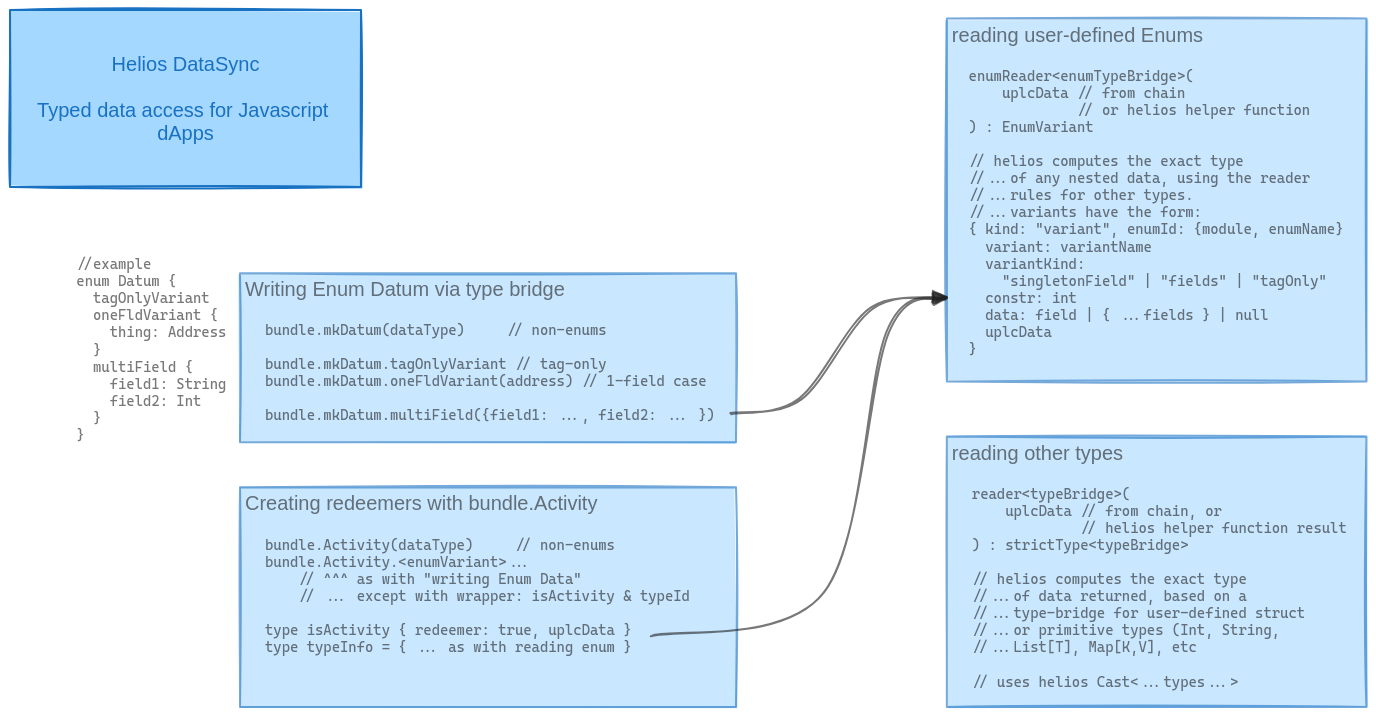 Helios DataSync
Typed data access for Javascript
dApps
//example
enum Datum {
tagOnlyVariant
oneFldVariant {
thing: Address
}
multiField {
field1: String
field2: Int
}
}
Writing Enum Datum via type bridge
bundle.mkDatum(dataType)     // non-enums
bundle.mkDatum.tagOnlyVariant // tag-only
bundle.mkDatum.oneFldVariant(address) // 1-field case
bundle.mkDatum.multiField({field1: ..., field2: ... })
Creating redeemers with bundle.Activity
bundle.Activity(dataType)     // non-enums
bundle.Activity.<enumVariant>...
// ^^^ as with "writing Enum Data"
// ... except with wrapper: isActivity & typeId
type isActivity { redeemer: true, uplcData }
type typeInfo = { ... as with reading enum }
reading user-defined Enums
enumReader<enumTypeBridge>(
uplcData // from chain
// or helios helper function
) : EnumVariant
// helios computes the exact type
//...of any nested data, using the reader
//...rules for other types.
//...variants have the form:
{ kind: "variant", enumId: {module, enumName}
variant: variantName
variantKind:
"singletonField" | "fields" | "tagOnly"
constr: int
data: field | { ...fields } | null
uplcData
}
reading other types
reader<typeBridge>(
uplcData // from chain, or
// helios helper function result
) : strictType<typeBridge>
// helios computes the exact type
//...of data returned, based on a
//...type-bridge for user-defined struct
//...or primitive types (Int, String,
//...List[T], Map[K,V], etc
// uses helios Cast<...types...>